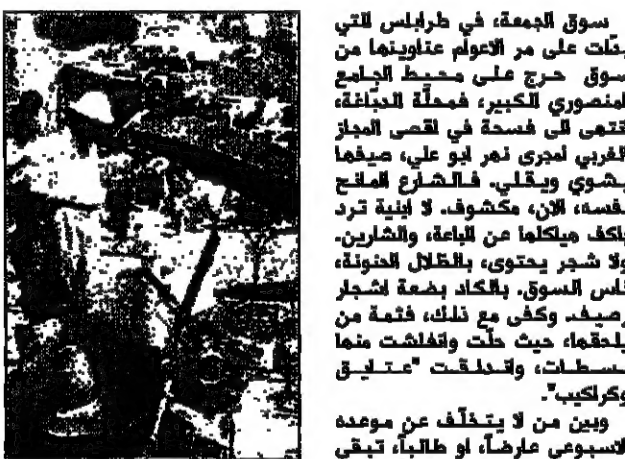 سوق الجمعة، في طرابلس التي
بدّلت على مر الاعوام عناوينها من
سوق حرج على محيط الجامع
المنصوري الكبير، فمحلّة الدبّاغة،
تنتهي الى فسحة في اقصى المجاز
الغربي لمجرى نهر ابو علي، صيفها
يشوي ويقلي. فالشارع المانح
نفسه، الآن، مكشوف. لا ابنية ترد
باكف هياكلها عن الباعة، والشارين.
ولا شجر يحتوي، بالظلال الحنونة،
ناس السوق. بالكاد بضعة اشجار
رصيف وكفى مع ذلك، فثمة من
يلحقها، حيث حلّت وانفلشت منها
بسطات، واندلقت "عتايق
وكراكيب".
وبين من لا يتخلّف عن موعده
الاسبوعي عارضاً، او طالباً، تبقى